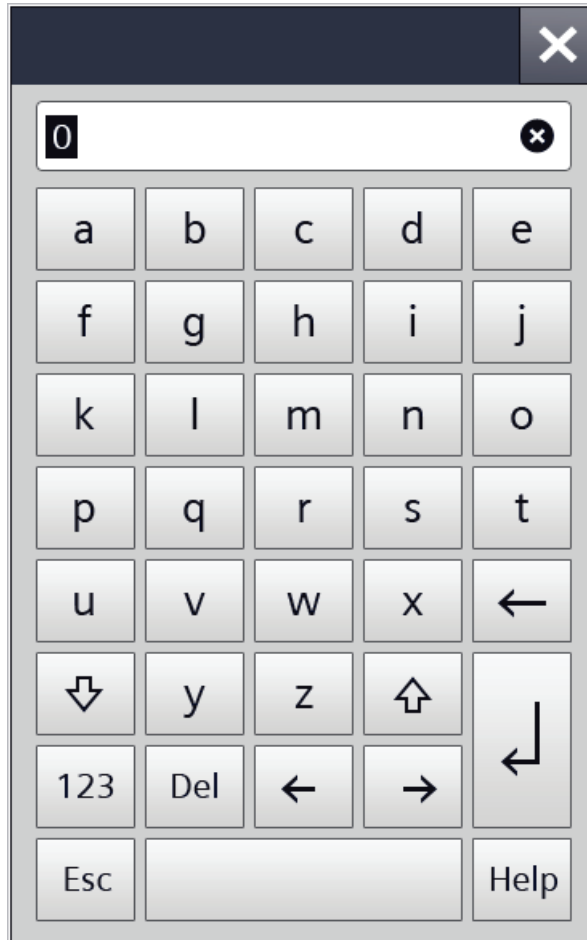 0
a b c d e
f g h i j
k l m n o
p q r s t
u v w x ←
⇩ y z ⇧
123 Del ← → ↵
Esc Help